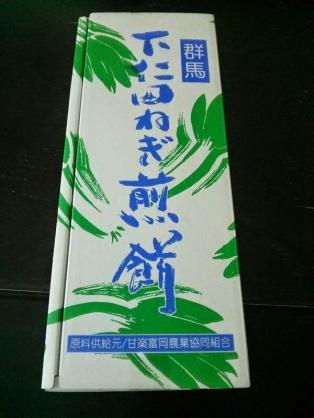 群馬
下仁田ねぎ煎餅
原料供給元/甘楽富岡農業協同組合